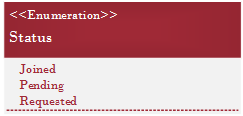 <<Enumeration>>
Status
Joined
Pending
Requested